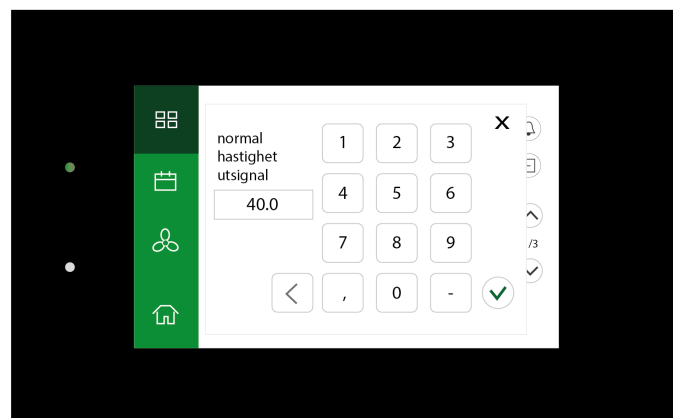 normal
hastighet
utsignal
40.0
1 2 3
4 5 6
7 8 9
, 0 -
X
/3